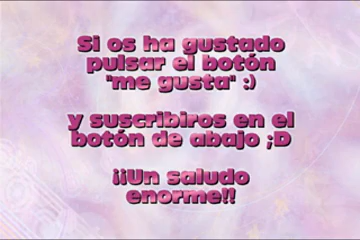 Si os ha gustado
pulsar el botón
"me gusta" :)
y suscribiros en el
botón de abajo ;D
¡¡Un saludo
enorme!!